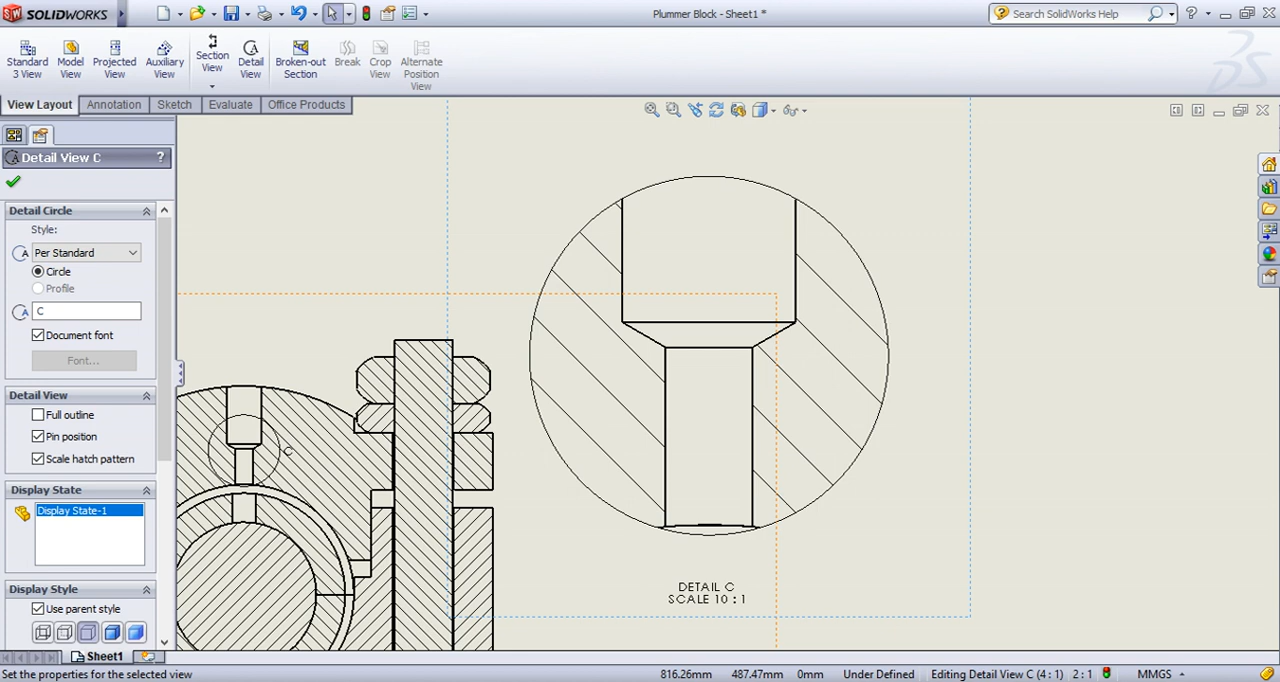 SOLIDWORKS
Plummer Block - Sheet1 *
Search SolidWorks Help
Standard 3 View
Model View
Projected View
Auxiliary View
Section View
Detail View
Broken-out Section
Break
Crop View
Alternate Position View
View Layout
Annotation
Sketch
Evaluate
Office Products
Detail View C
?
Detail Circle
Style:
Per Standard
Circle
Profile
C
Document font
Font...
Detail View
Full outline
Pin position
Scale hatch pattern
Display State
Display State-1
Display Style
Use parent style
C
DETAIL C
SCALE 10 : 1
Sheet1
Set the properties for the selected view
816.26mm
487.47mm
0mm
Under Defined
Editing Detail View C (4 : 1)
2 : 1
MMGS